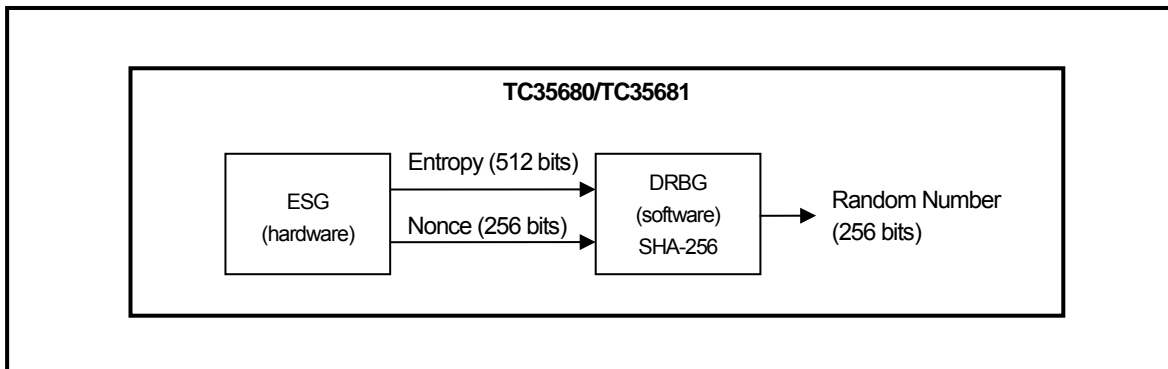 TC35680/TC35681
ESG
(hardware)
Entropy (512 bits)
Nonce (256 bits)
DRBG
(software)
SHA-256
Random Number
(256 bits)